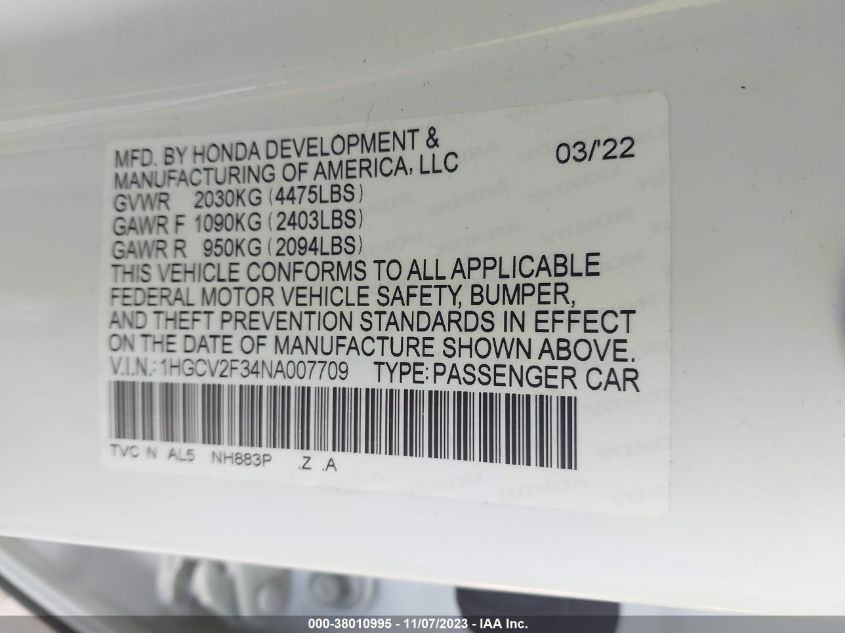 MFD. BY HONDA DEVELOPMENT &
MANUFACTURING OF AMERICA, LLC
03/'22
GVWR 2030KG (4475LBS)
GAWR F 1090KG (2403LBS)
GAWR R 950KG (2094LBS)
THIS VEHICLE CONFORMS TO ALL APPLICABLE
FEDERAL MOTOR VEHICLE SAFETY, BUMPER,
AND THEFT PREVENTION STANDARDS IN EFFECT
ON THE DATE OF MANUFACTURE SHOWN ABOVE.
V.I.N.: 1HGCV2F34NA007709 TYPE: PASSENGER CAR
TVC N AL5 NH883P .Z .A
000-38010995 - 11/07/2023 - IAA Inc.